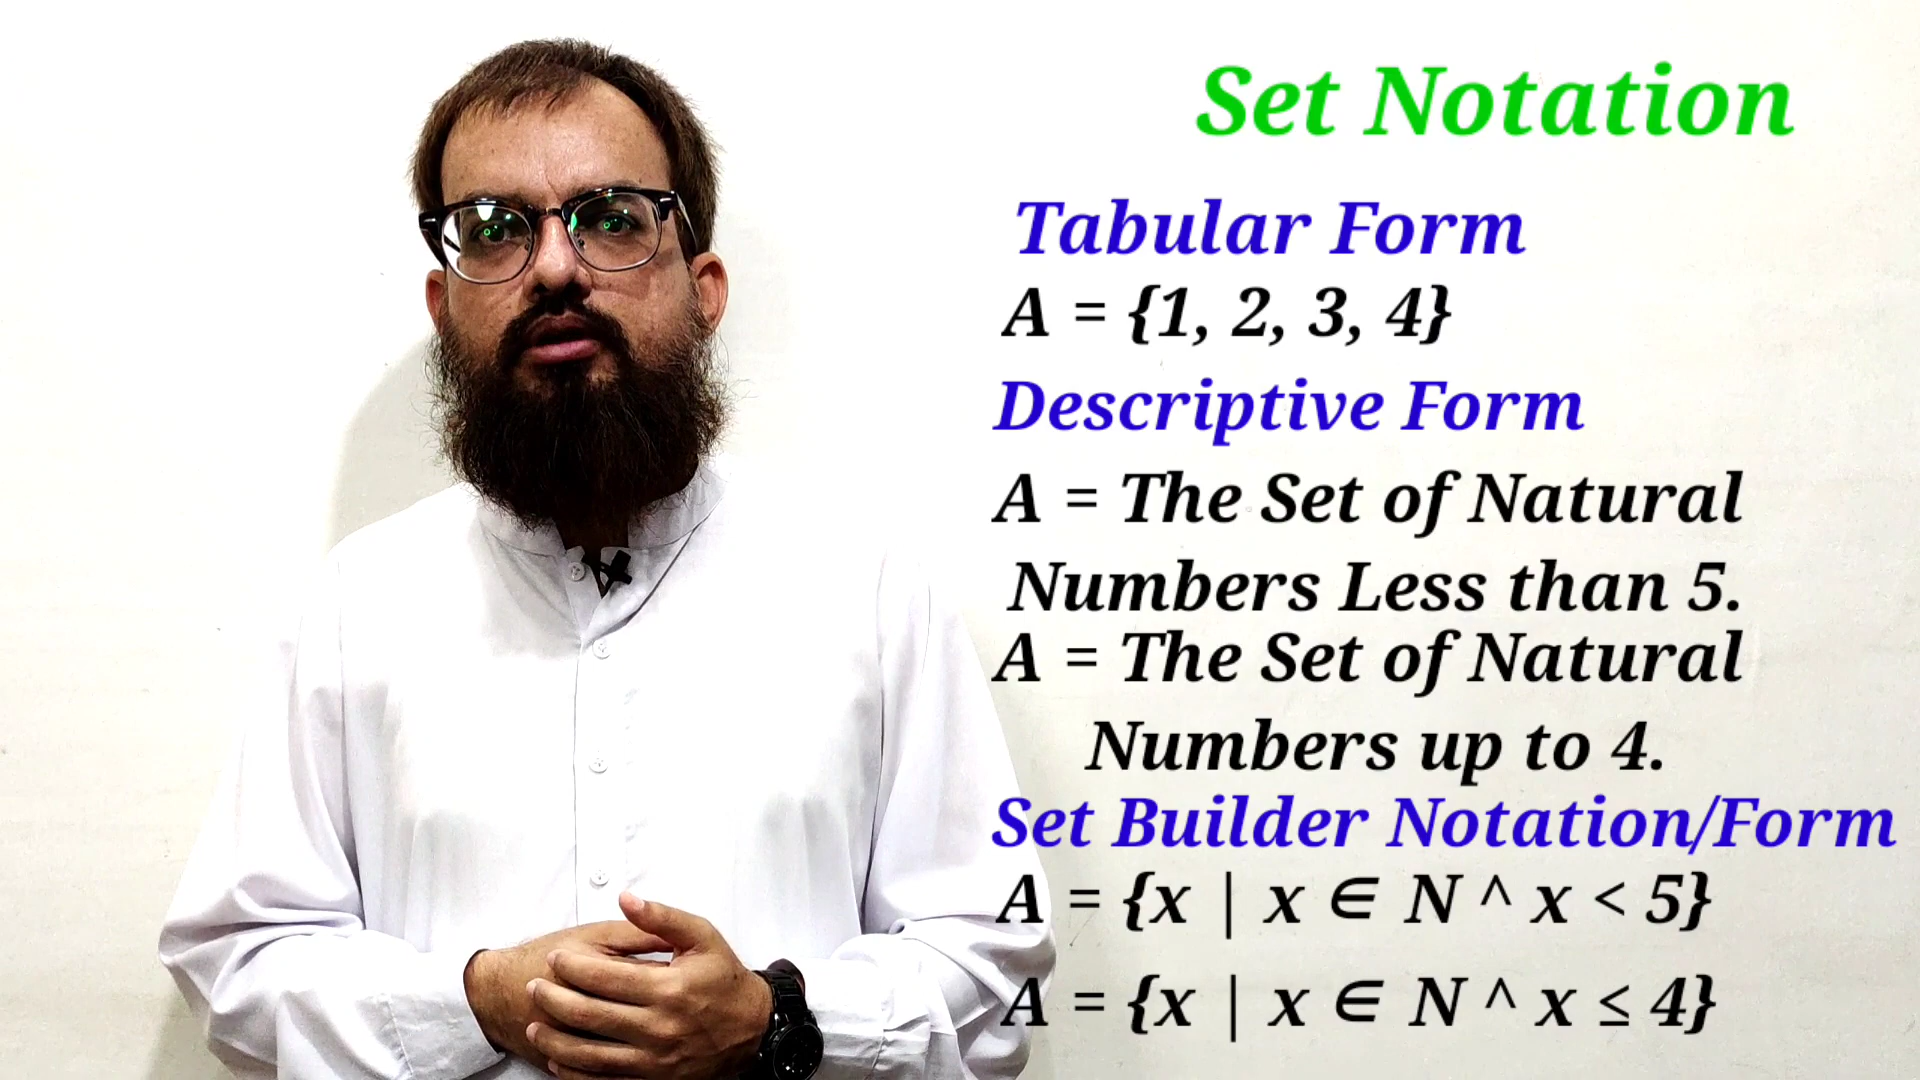 Set Notation
Tabular Form
A = {1, 2, 3, 4}
Descriptive Form
A = The Set of Natural
Numbers Less than 5.
A = The Set of Natural
Numbers up to 4.
Set Builder Notation/Form
A = {x | x ∈ N ^ x < 5}
A = {x | x ∈ N ^ x ≤ 4}